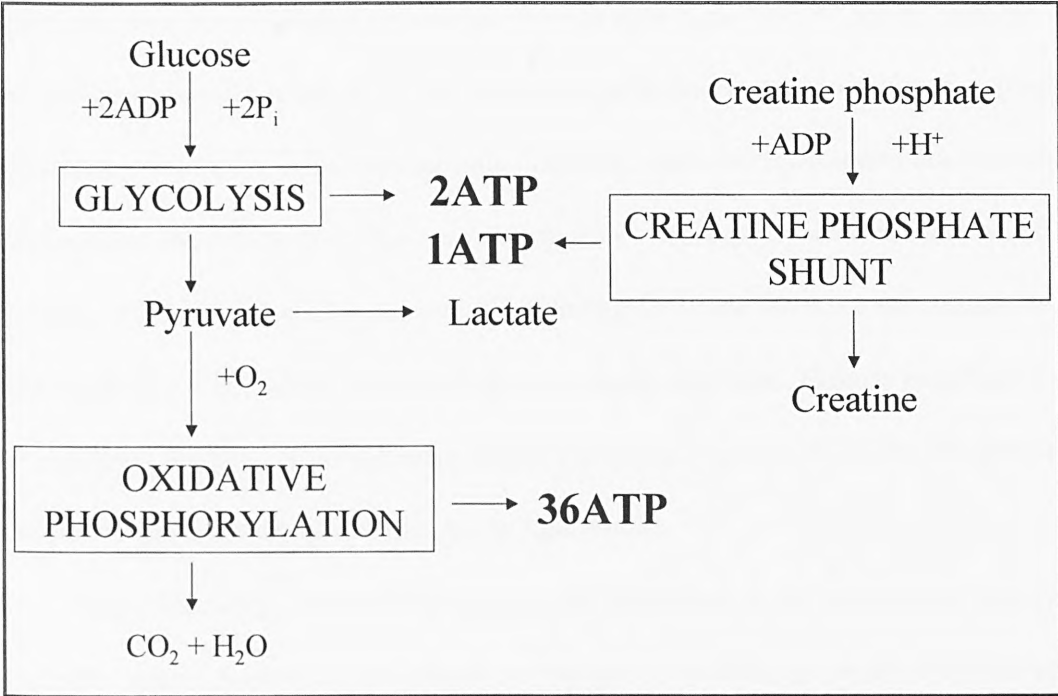 Glucose
+2ADP +2Pi
GLYCOLYSIS
2ATP
Pyruvate
Lactate
+O2
OXIDATIVE
PHOSPHORYLATION
36ATP
CO2 + H2O
Creatine phosphate
+ADP +H+
CREATINE PHOSPHATE
SHUNT
1ATP
Creatine